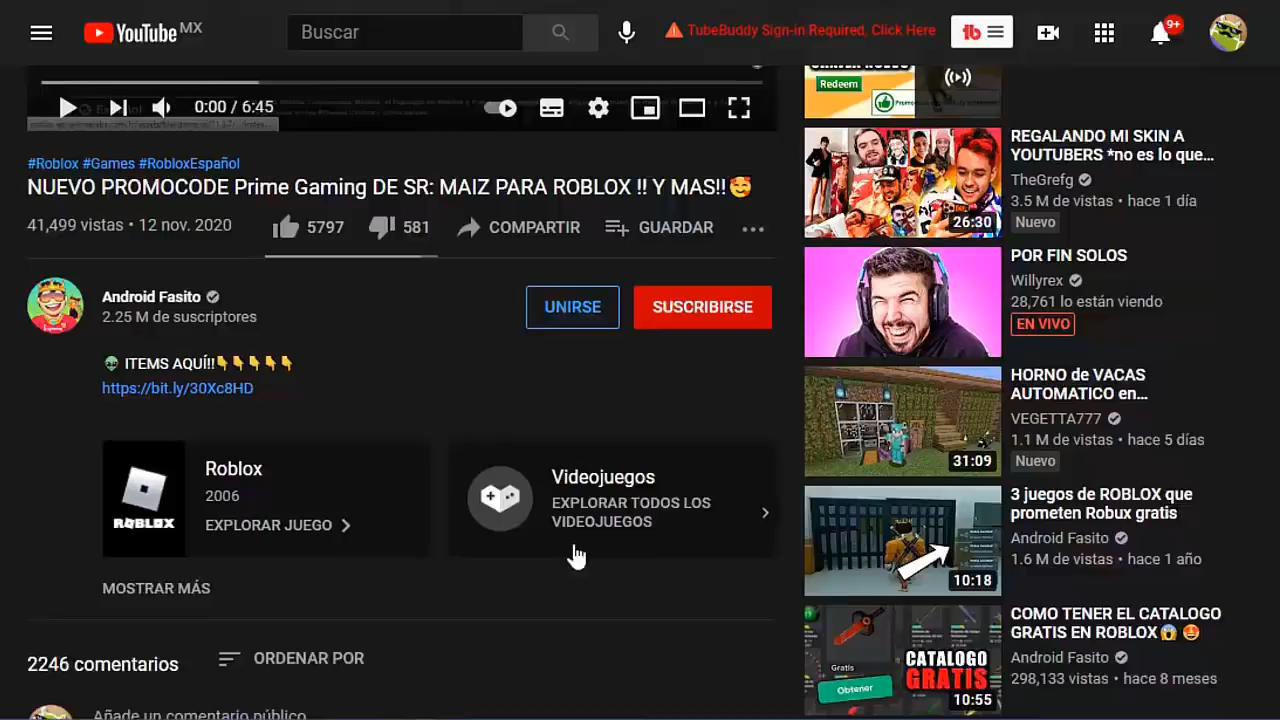 YouTube MX
Buscar
TubeBuddy Sign-in Required, Click Here
tb
9+
0:00 / 6:45
#Roblox #Games #RobloxEspañol
NUEVO PROMOCODE Prime Gaming DE SR: MAIZ PARA ROBLOX !! Y MAS!!🥰
41,499 vistas • 12 nov. 2020
5797
581
COMPARTIR
GUARDAR
Android Fasito
2.25 M de suscriptores
UNIRSE
SUSCRIBIRSE
👽 ITEMS AQUÍ!!👇👇👇👇👇
https://bit.ly/30Xc8HD
ROBLOX
Roblox
2006
EXPLORAR JUEGO
Videojuegos
EXPLORAR TODOS LOS
VIDEOJUEGOS
MOSTRAR MÁS
2246 comentarios
ORDENAR POR
Añade un comentario público
Redeem
REGALANDO MI SKIN A
YOUTUBERS *no es lo que…
TheGrefg
3.5 M de vistas • hace 1 día
Nuevo
26:30
POR FIN SOLOS
Willyrex
28,761 lo están viendo
EN VIVO
HORNO de VACAS
AUTOMATICO en…
VEGETTA777
1.1 M de vistas • hace 5 días
Nuevo
31:09
3 juegos de ROBLOX que
prometen Robux gratis
Android Fasito
1.6 M de vistas • hace 1 año
10:18
COMO TENER EL CATALOGO
GRATIS EN ROBLOX😱🤩
Android Fasito
298,133 vistas • hace 8 meses
Gratis
Obtener
CATALOGO
GRATIS
10:55